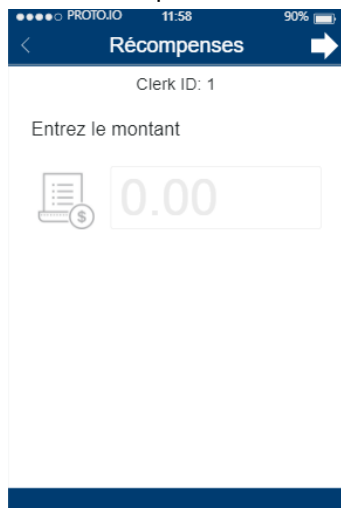 PROTO.IO 11:58 90%
Récompenses
Clerk ID: 1
Entrez le montant
0.00
$